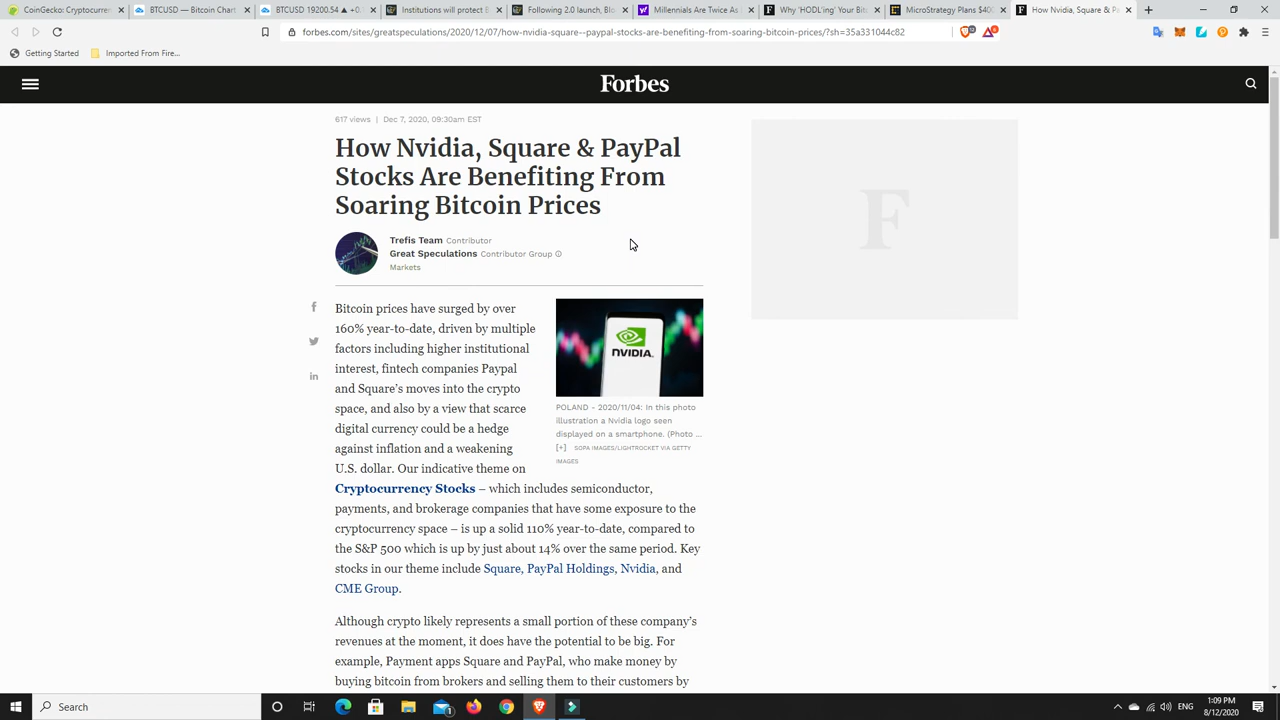 CoinGecko: Cryptocurren
BTCUSD — Bitcoin Chart
BTCUSD 19200.54 ▲ +0.
Institutions will protect B
Following 2.0 launch, Blo
Millennials Are Twice As
Why 'HODL'ing' Your Bit
MicroStrategy Plans $400
How Nvidia, Square & Pa
forbes.com/sites/greatspeculations/2020/12/07/how-nvidia-square--paypal-stocks-are-benefiting-from-soaring-bitcoin-prices/?sh=35a331044c82
Getting Started
Imported From Fire...
Forbes
617 views | Dec 7, 2020, 09:30am EST
How Nvidia, Square & PayPal
Stocks Are Benefiting From
Soaring Bitcoin Prices
Trefis Team Contributor
Great Speculations Contributor Group
Markets
Bitcoin prices have surged by over
160% year-to-date, driven by multiple
factors including higher institutional
interest, fintech companies Paypal
and Square's moves into the crypto
space, and also by a view that scarce
digital currency could be a hedge
against inflation and a weakening
U.S. dollar. Our indicative theme on
NVIDIA.
POLAND - 2020/11/04: In this photo
illustration a Nvidia logo seen
displayed on a smartphone. (Photo ...
[+] SOPA IMAGES/LIGHTROCKET VIA GETTY
IMAGES
Cryptocurrency Stocks – which includes semiconductor,
payments, and brokerage companies that have some exposure to the
cryptocurrency space – is up a solid 110% year-to-date, compared to
the S&P 500 which is up by just about 14% over the same period. Key
stocks in our theme include Square, PayPal Holdings, Nvidia, and
CME Group.
Although crypto likely represents a small portion of these company's
revenues at the moment, it does have the potential to be big. For
example, Payment apps Square and PayPal, who make money by
buying bitcoin from brokers and selling them to their customers by
F
Search
ENG
1:09 PM
8/12/2020